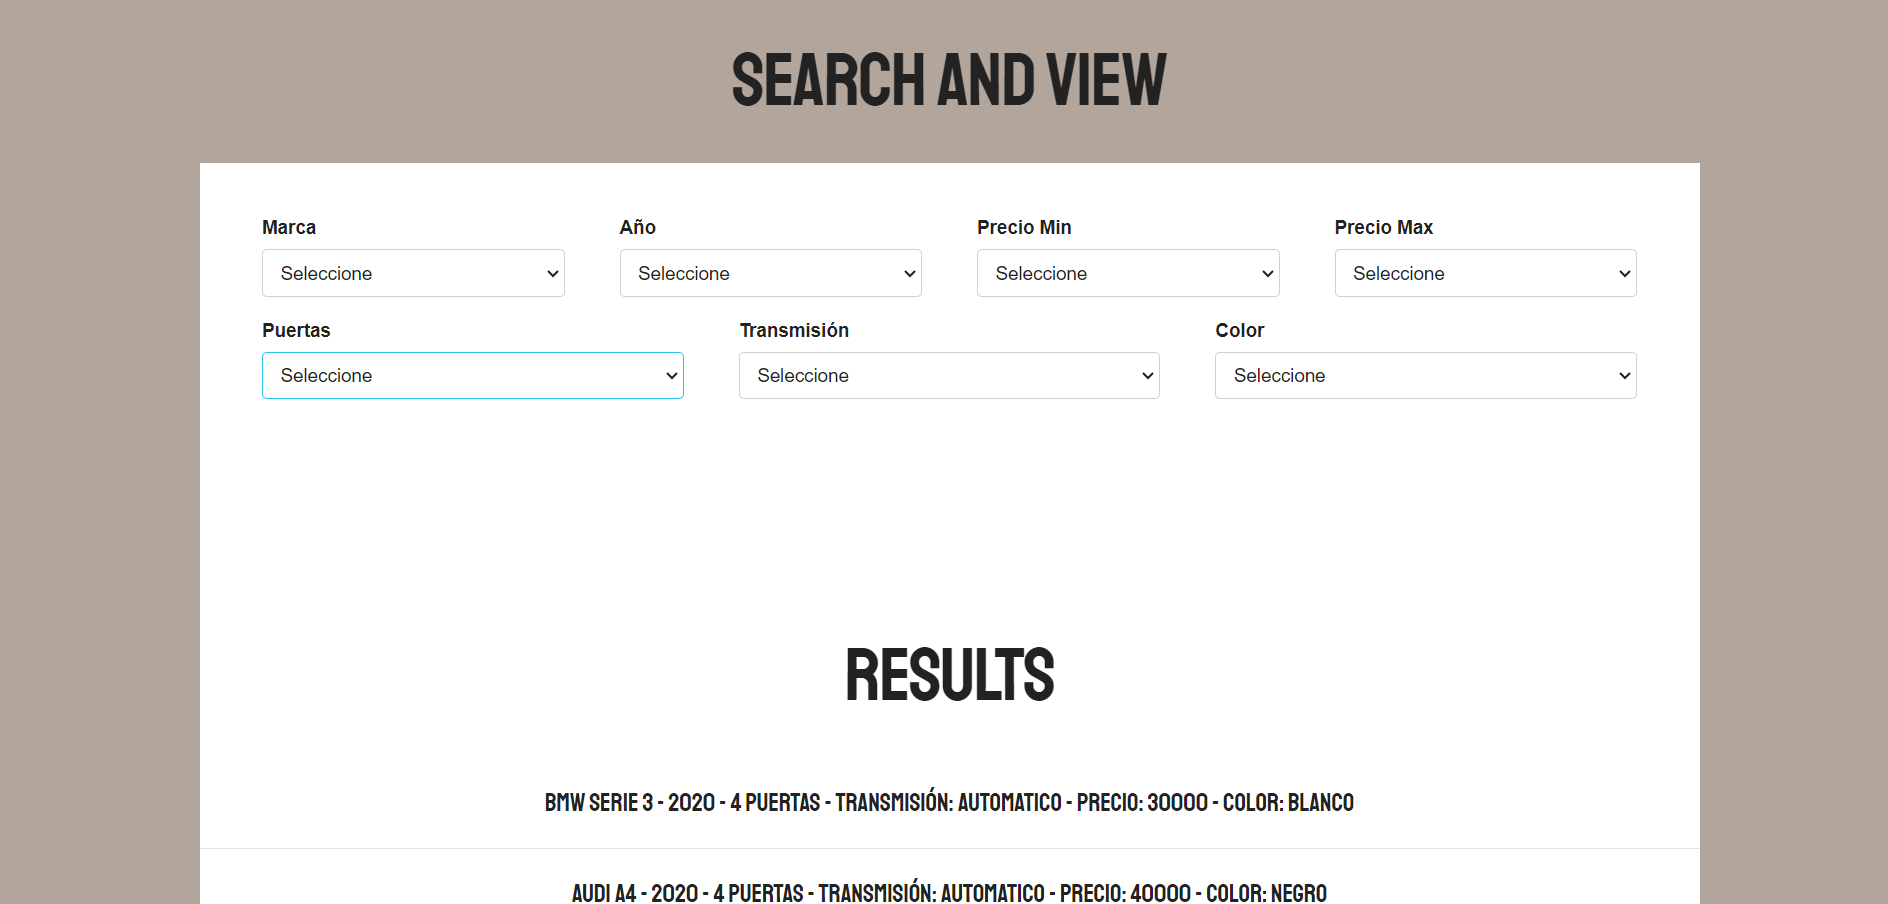 SEARCH AND VIEW
Marca Año Precio Min Precio Max
Seleccione Seleccione Seleccione Seleccione
Puertas Transmisión Color
Seleccione Seleccione Seleccione
RESULTS
BMW SERIE 3 - 2020 - 4 PUERTAS - TRANSMISIÓN: AUTOMATICO - PRECIO: 30000 - COLOR: BLANCO
AUDI A4 - 2020 - 4 PUERTAS - TRANSMISIÓN: AUTOMATICO - PRECIO: 40000 - COLOR: NEGRO